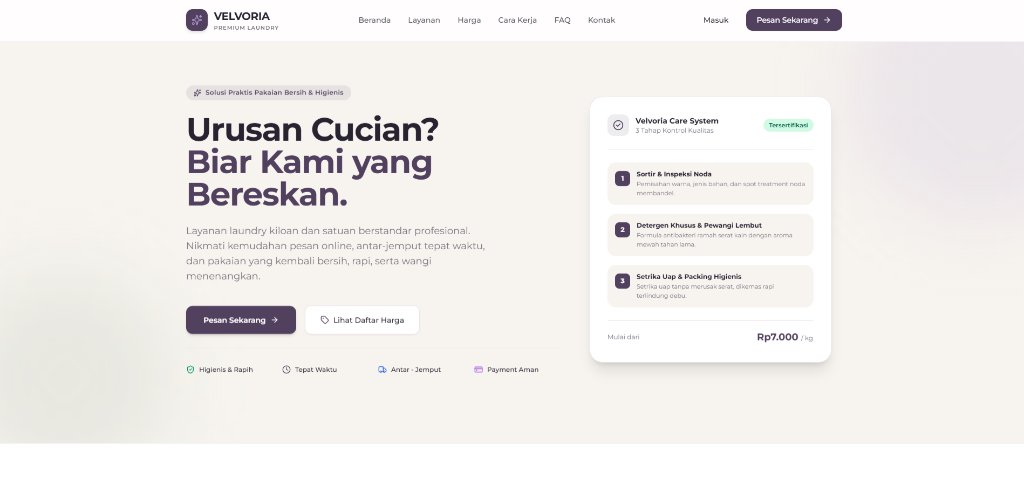 VELVORIA
PREMIUM LAUNDRY
Beranda
Layanan
Harga
Cara Kerja
FAQ
Kontak
Masuk
Pesan Sekarang
Solusi Praktis Pakaian Bersih & Higienis
Urusan Cucian?
Biar Kami yang
Bereskan.
Layanan laundry kiloan dan satuan berstandar profesional.
Nikmati kemudahan pesan online, antar-jemput tepat waktu,
dan pakaian yang kembali bersih, rapi, serta wangi
menenangkan.
Pesan Sekarang
Lihat Daftar Harga
Higienis & Rapih
Tepat Waktu
Antar - Jemput
Payment Aman
Velvoria Care System
3 Tahap Kontrol Kualitas
Tersertifikasi
1
Sortir & Inspeksi Noda
Pemisahan warna, jenis bahan, dan spot treatment noda
membandel.
2
Detergen Khusus & Pewangi Lembut
Formula antibakteri ramah serat kain dengan aroma
mewah tahan lama.
3
Setrika Uap & Packing Higienis
Setrika uap tanpa merusak serat, dikemas rapi
terlindung debu.
Mulai dari
Rp7.000 / kg